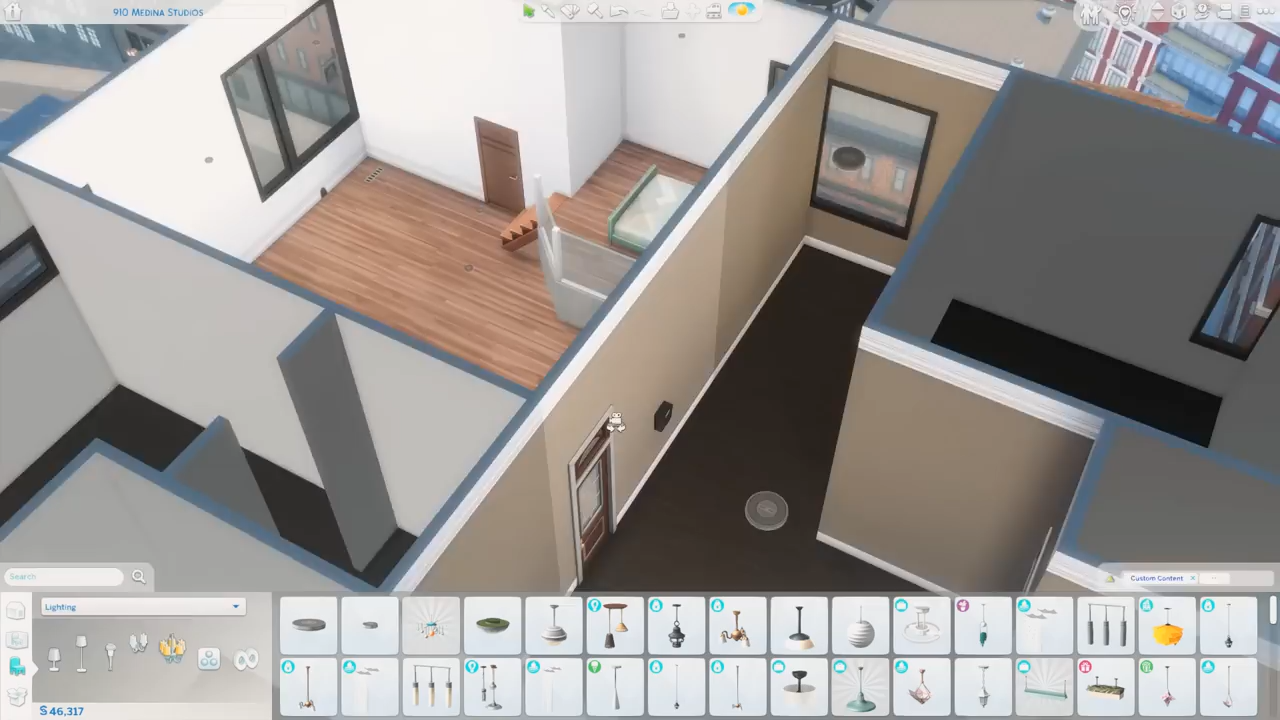 910 MEDINA STUDIOS
Search
Custom Content ×
Lighting
$46,317